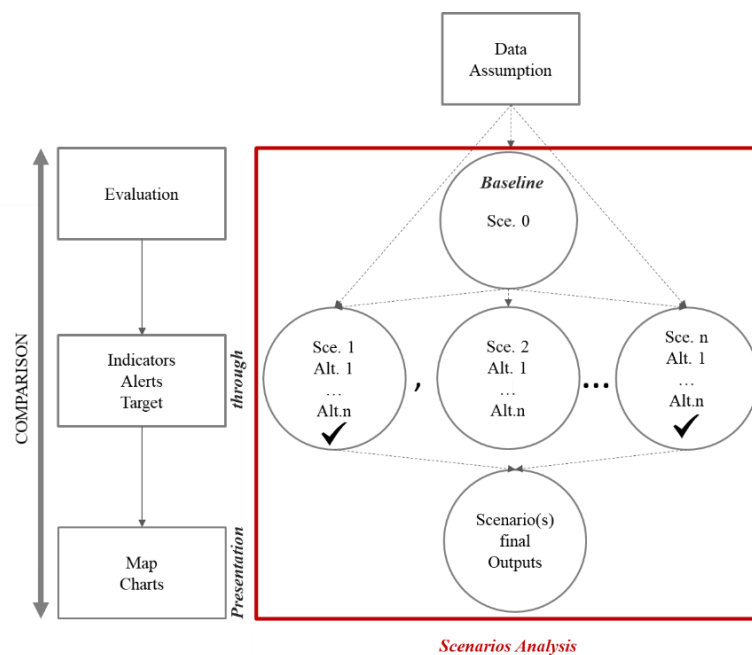 Data
Assumption
COMPARISON
Evaluation
Indicators
Alerts
Target
through
Map
Charts
Presentation
Baseline
Sce. 0
Sce. 1
Alt. 1
...
Alt.n
,
Sce. 2
Alt. 1
...
Alt.n
...
Sce. n
Alt. 1
...
Alt.n
Scenario(s)
final
Outputs
Scenarios Analysis